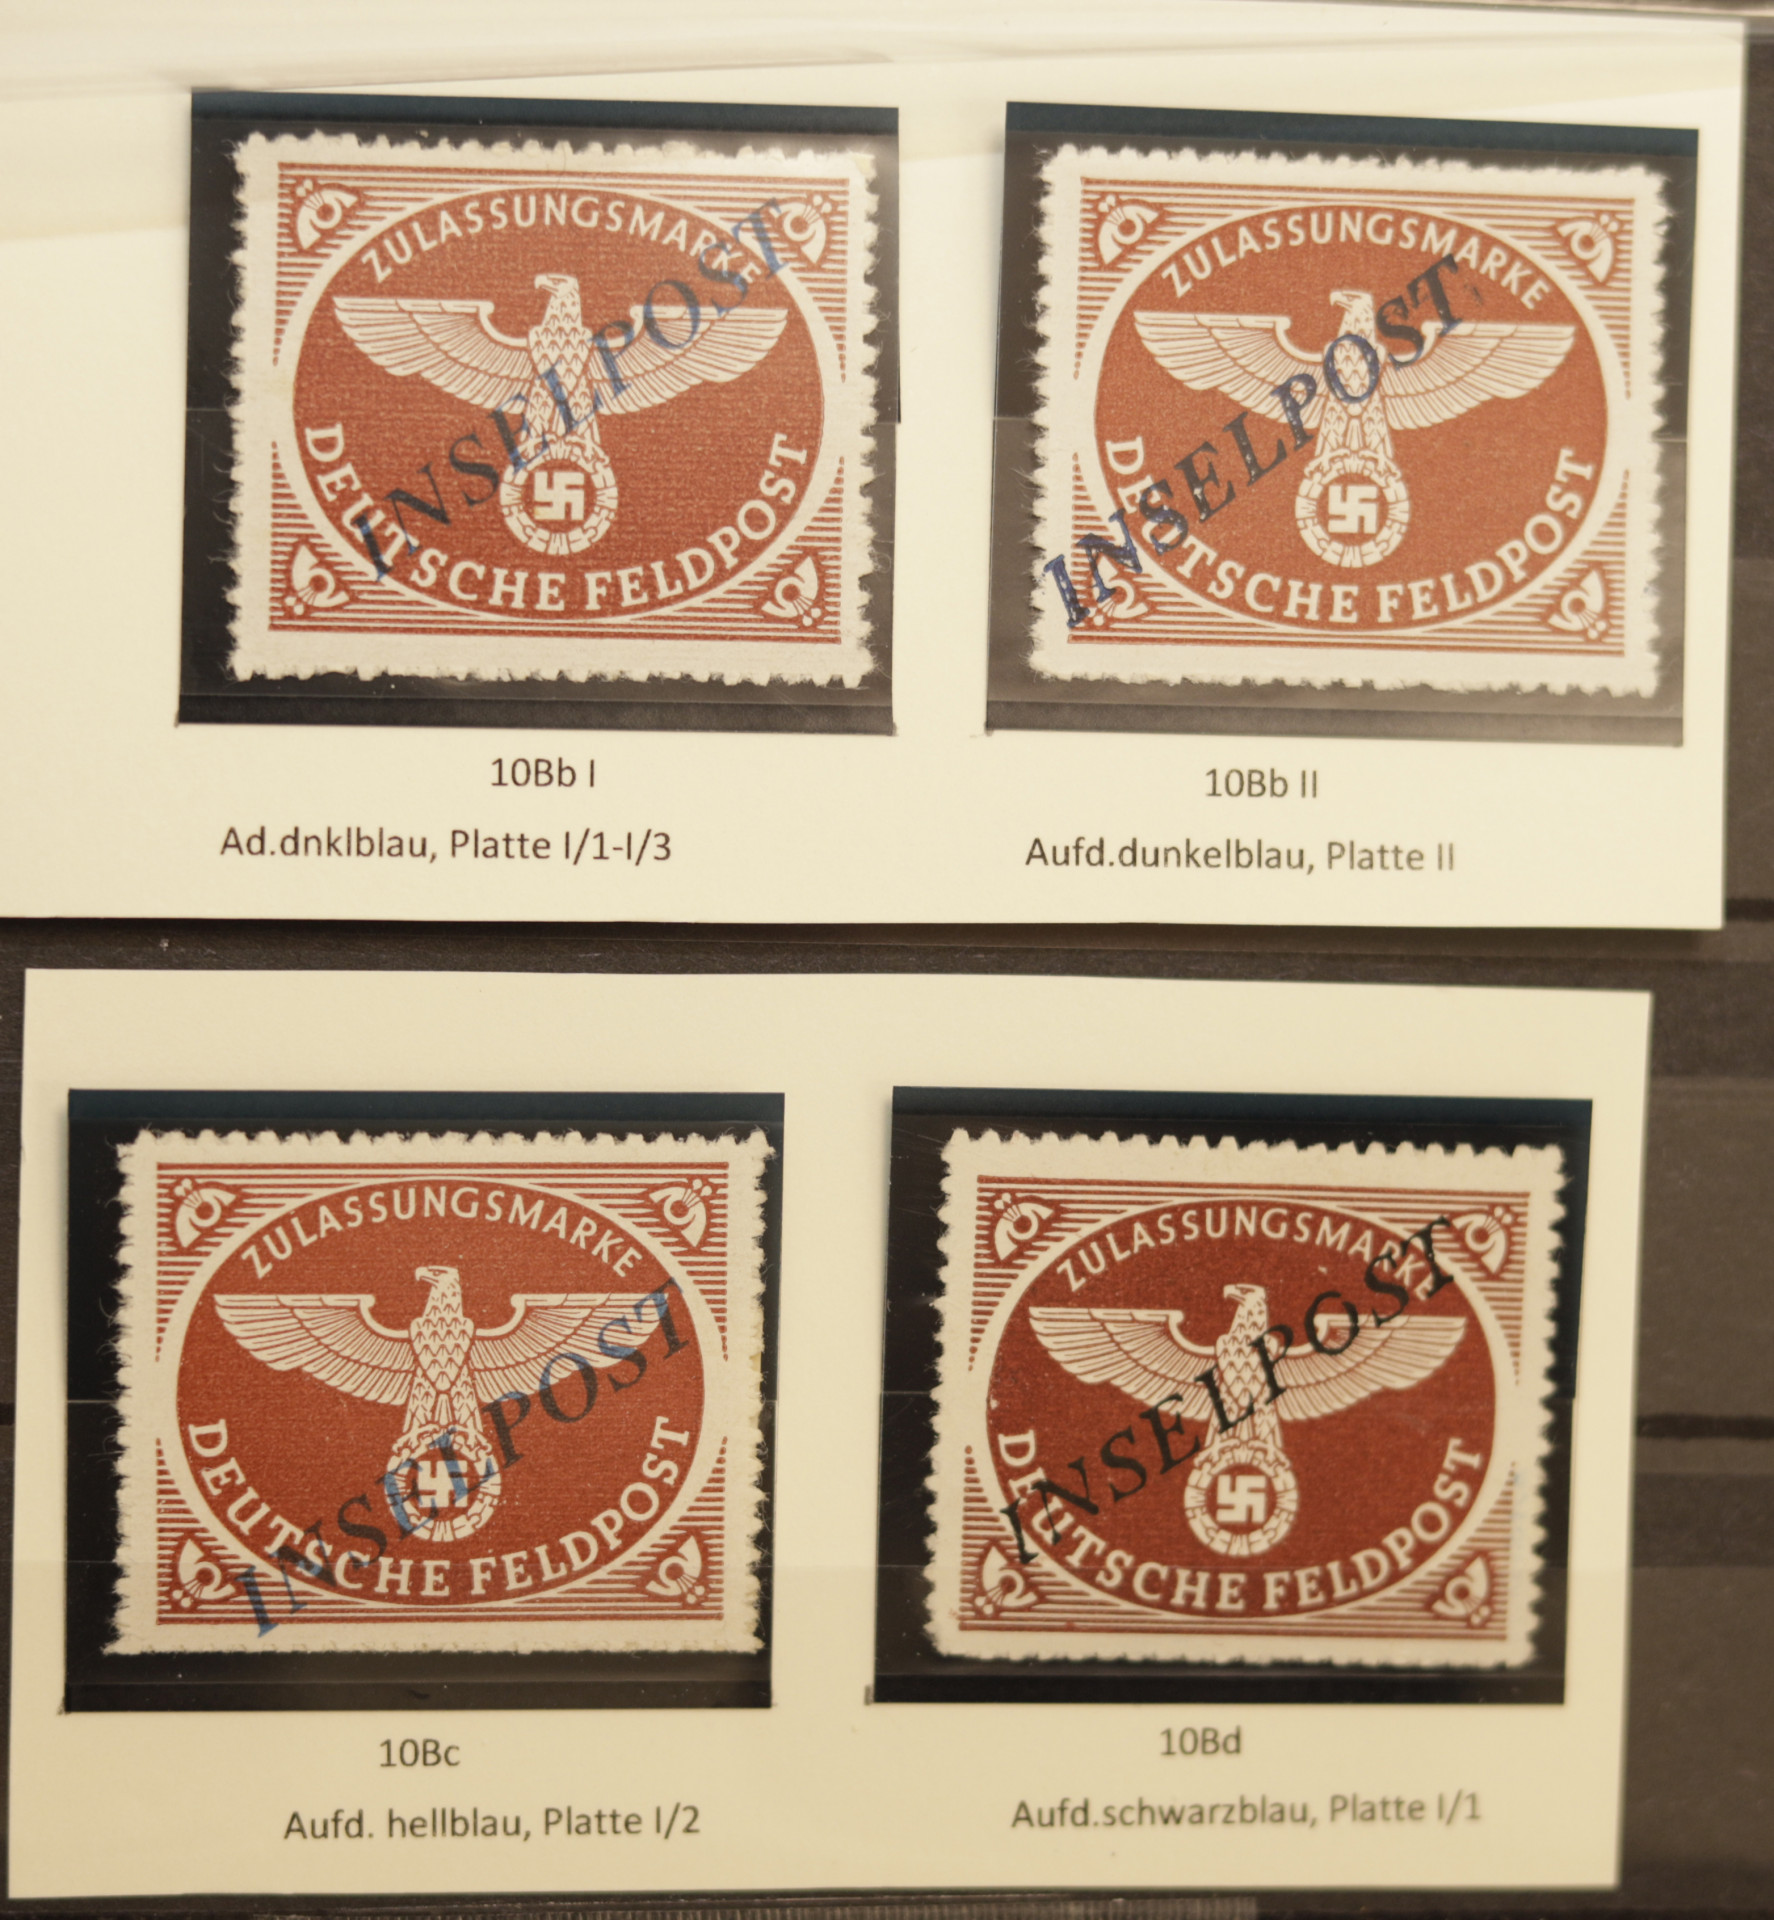 ZULASSUNGSMARKE
INSELPOST
DEUTSCHE FELDPOST
ZULASSUNGSMARKE
INSELPOST
DEUTSCHE FELDPOST
10Bb I
Ad.dnklblau, Platte I/1-I/3
10Bb II
Aufd.dunkelblau, Platte II
ZULASSUNGSMARKE
INSELPOST
DEUTSCHE FELDPOST
ZULASSUNGSMARKE
INSELPOST
DEUTSCHE FELDPOST
10Bc
Aufd. hellblau, Platte I/2
10Bd
Aufd.schwarzblau, Platte I/1